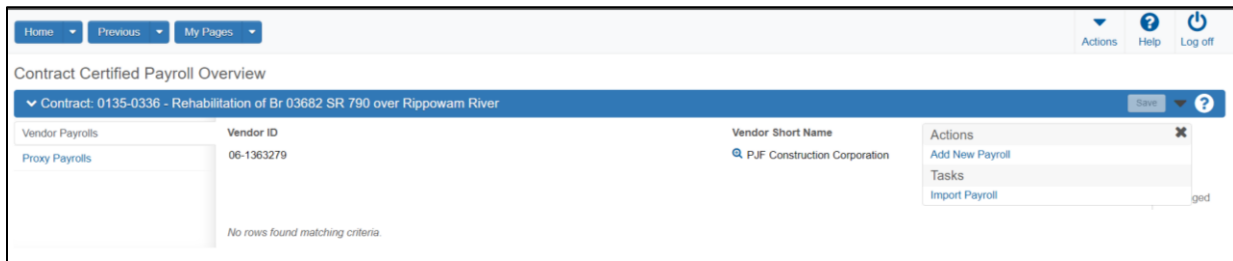 Home Previous My Pages Actions Help Log off
Contract Certified Payroll Overview
Contract: 0135-0336 - Rehabilitation of Br 03682 SR 790 over Rippowam River Save ?
Vendor Payrolls Vendor ID Vendor Short Name Actions
Proxy Payrolls 06-1363279 PJF Construction Corporation Add New Payroll
Tasks
Import Payroll
No rows found matching criteria.